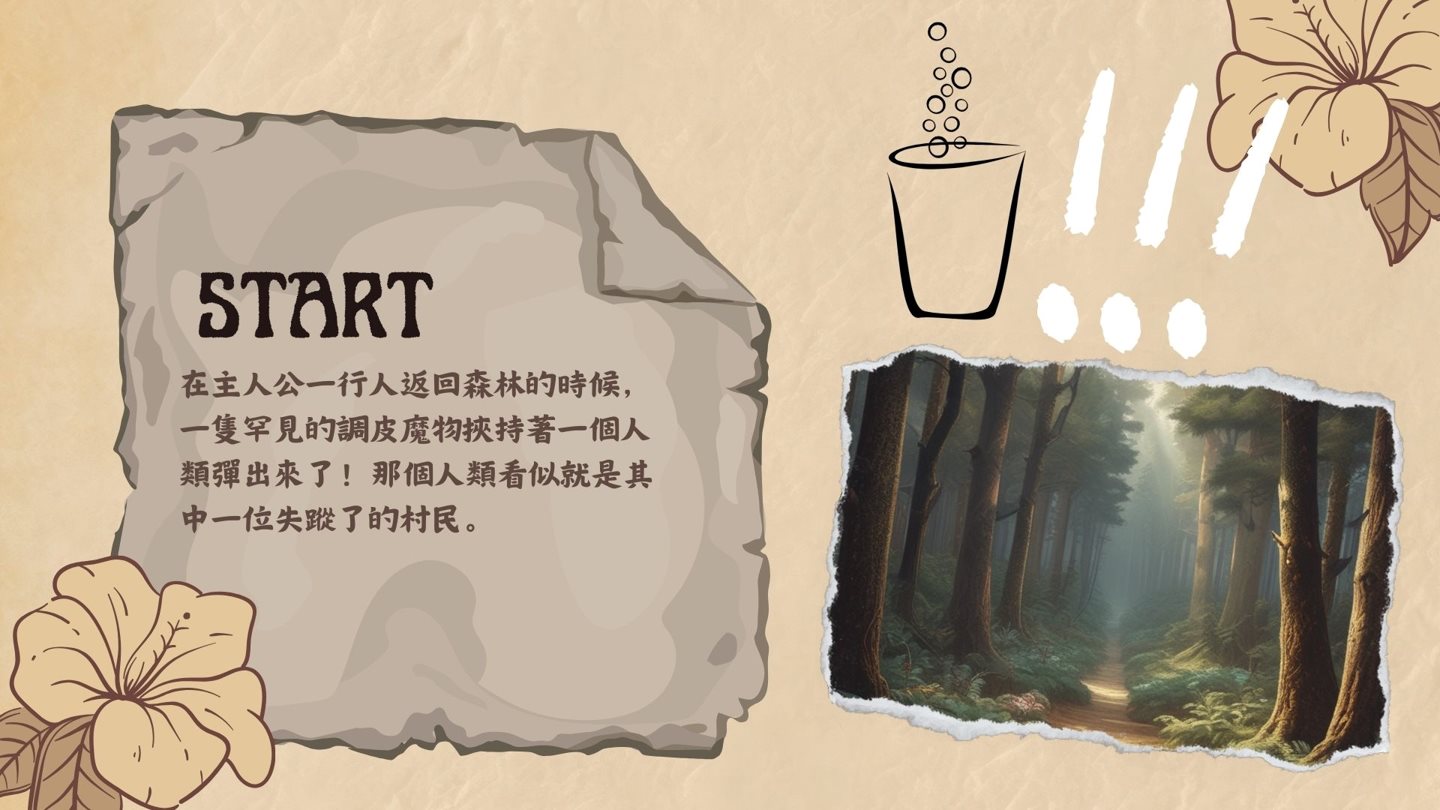 START
在主人公一行人返回森林的時候，
一隻罕見的調皮魔物挾持著一個人
類彈出來了！那個人類看似就是其
中一位失蹤了的村民。
!!!